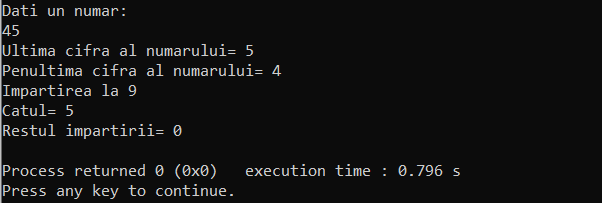 Dati un numar:
45
Ultima cifra al numarului= 5
Penultima cifra al numarului= 4
Impartirea la 9
Catul= 5
Restul impartirii= 0
Process returned 0 (0x0)   execution time : 0.796 s
Press any key to continue.